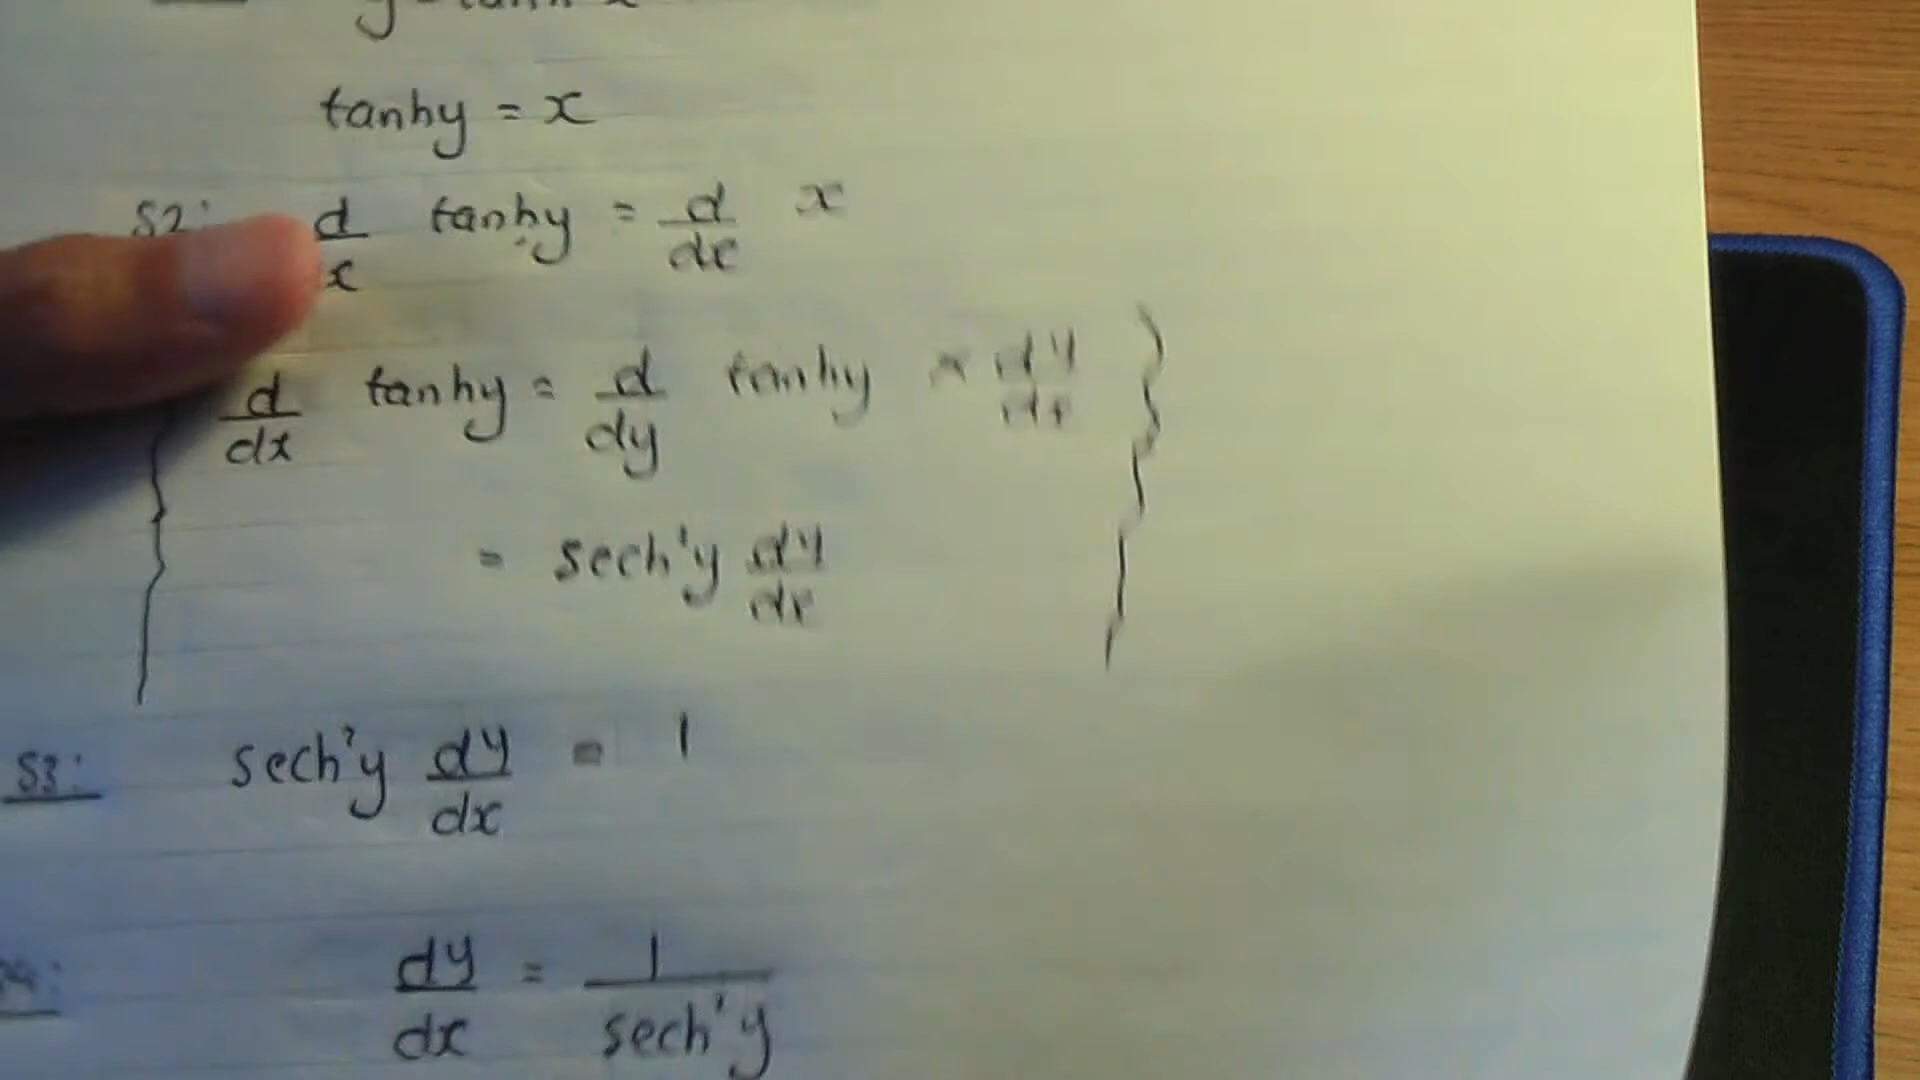 tanhy = x
S2: d/x tanhy = d/dx x
d/dx tanhy = d/dy tanhy × dy/dx
= sech²y dy/dx
S3: sech²y dy/dx = 1
dy/dx = 1/sech²y